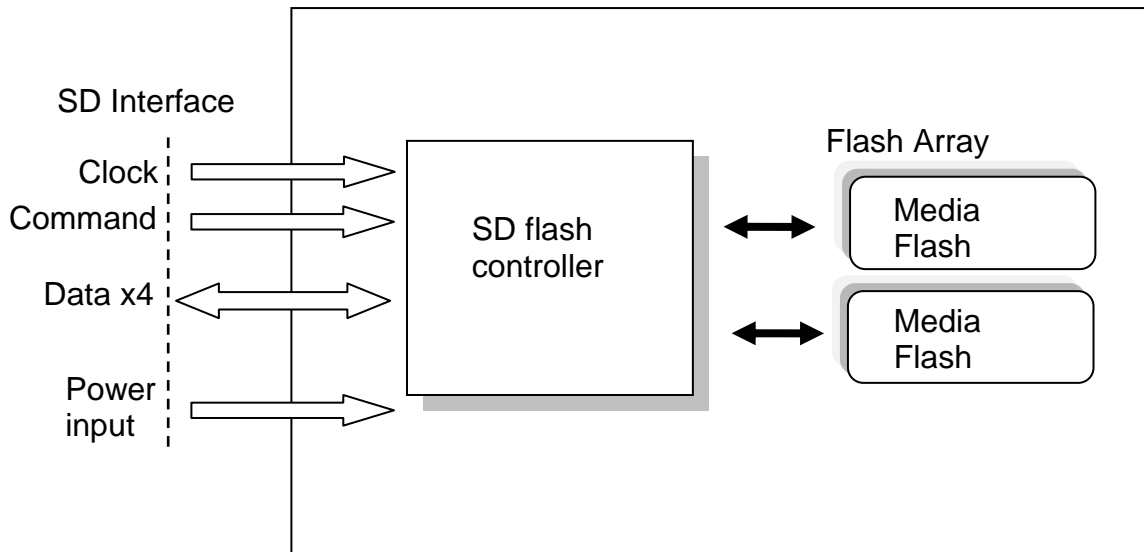 SD Interface
Clock
Command
Data x4
Power
input
SD flash
controller
Flash Array
Media
Flash
Media
Flash